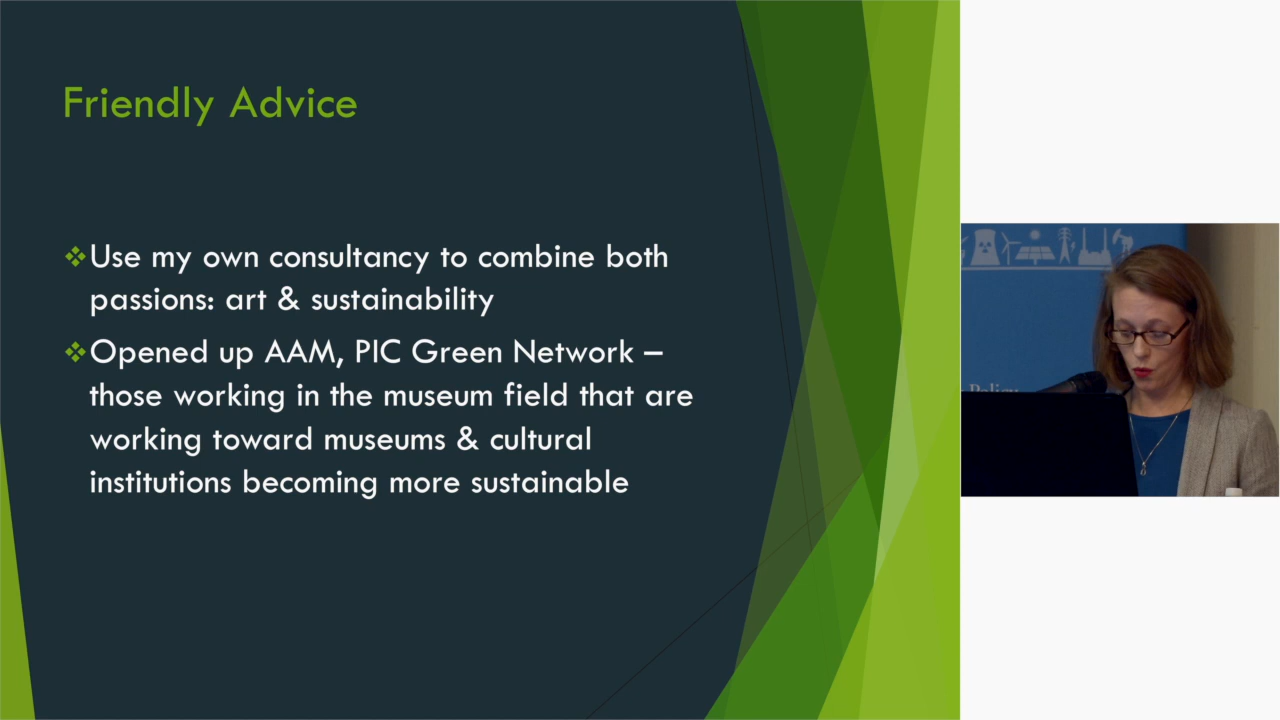 Friendly Advice
❖Use my own consultancy to combine both
passions: art & sustainability
❖Opened up AAM, PIC Green Network –
those working in the museum field that are
working toward museums & cultural
institutions becoming more sustainable
Policy